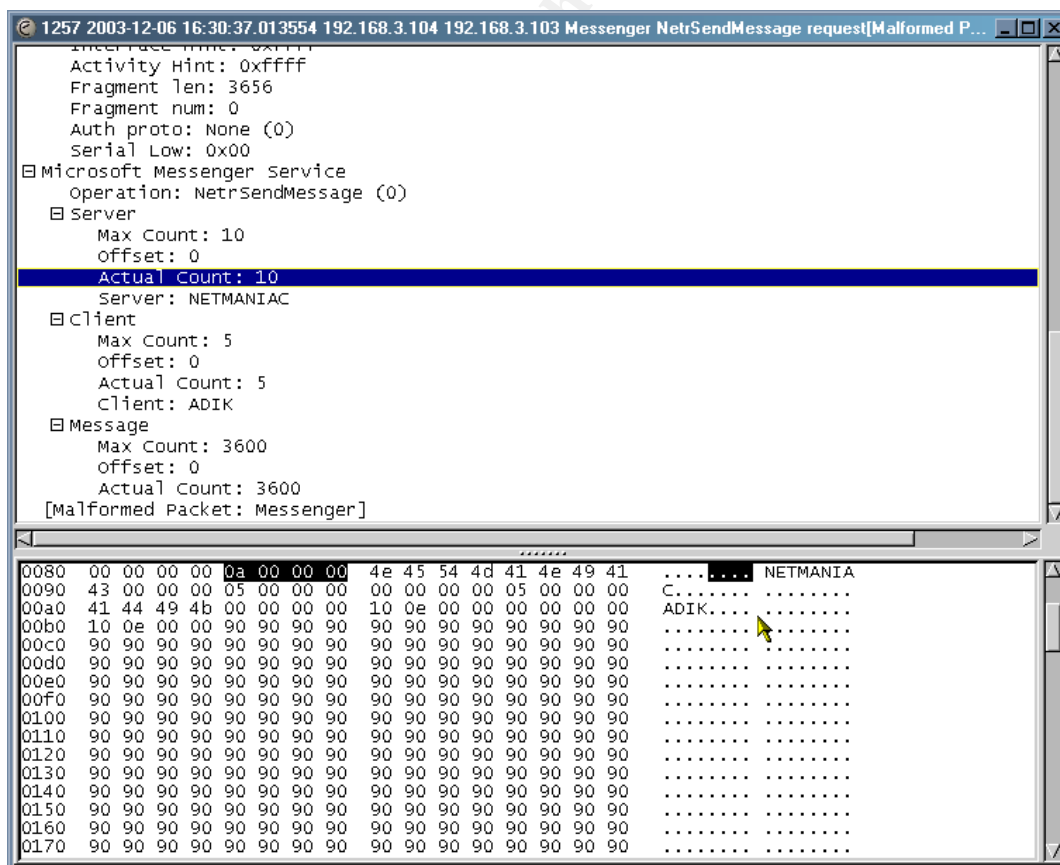 1257 2003-12-06 16:30:37.013554 192.168.3.104 192.168.3.103 Messenger NetrSendMessage request[Malformed P...
Interface Hint: 0xffff
Activity Hint: 0xffff
Fragment len: 3656
Fragment num: 0
Auth proto: None (0)
Serial Low: 0x00
Microsoft Messenger Service
Operation: NetrSendMessage (0)
Server
Max Count: 10
Offset: 0
Actual Count: 10
Server: NETMANIAC
Client
Max Count: 5
Offset: 0
Actual Count: 5
Client: ADIK
Message
Max Count: 3600
Offset: 0
Actual Count: 3600
[Malformed Packet: Messenger]
0080 00 00 00 00 0a 00 00 00 4e 45 54 4d 41 4e 49 41 ........ NETMANIA
0090 43 00 00 00 05 00 00 00 00 00 00 00 05 00 00 00 C....... ........
00a0 41 44 49 4b 00 00 00 00 10 0e 00 00 00 00 00 00 ADIK.... ........
00b0 10 0e 00 00 90 90 90 90 90 90 90 90 90 90 90 90 ........ ........
00c0 90 90 90 90 90 90 90 90 90 90 90 90 90 90 90 90 ........ ........
00d0 90 90 90 90 90 90 90 90 90 90 90 90 90 90 90 90 ........ ........
00e0 90 90 90 90 90 90 90 90 90 90 90 90 90 90 90 90 ........ ........
00f0 90 90 90 90 90 90 90 90 90 90 90 90 90 90 90 90 ........ ........
0100 90 90 90 90 90 90 90 90 90 90 90 90 90 90 90 90 ........ ........
0110 90 90 90 90 90 90 90 90 90 90 90 90 90 90 90 90 ........ ........
0120 90 90 90 90 90 90 90 90 90 90 90 90 90 90 90 90 ........ ........
0130 90 90 90 90 90 90 90 90 90 90 90 90 90 90 90 90 ........ ........
0140 90 90 90 90 90 90 90 90 90 90 90 90 90 90 90 90 ........ ........
0150 90 90 90 90 90 90 90 90 90 90 90 90 90 90 90 90 ........ ........
0160 90 90 90 90 90 90 90 90 90 90 90 90 90 90 90 90 ........ ........
0170 90 90 90 90 90 90 90 90 90 90 90 90 90 90 90 90 ........ ........